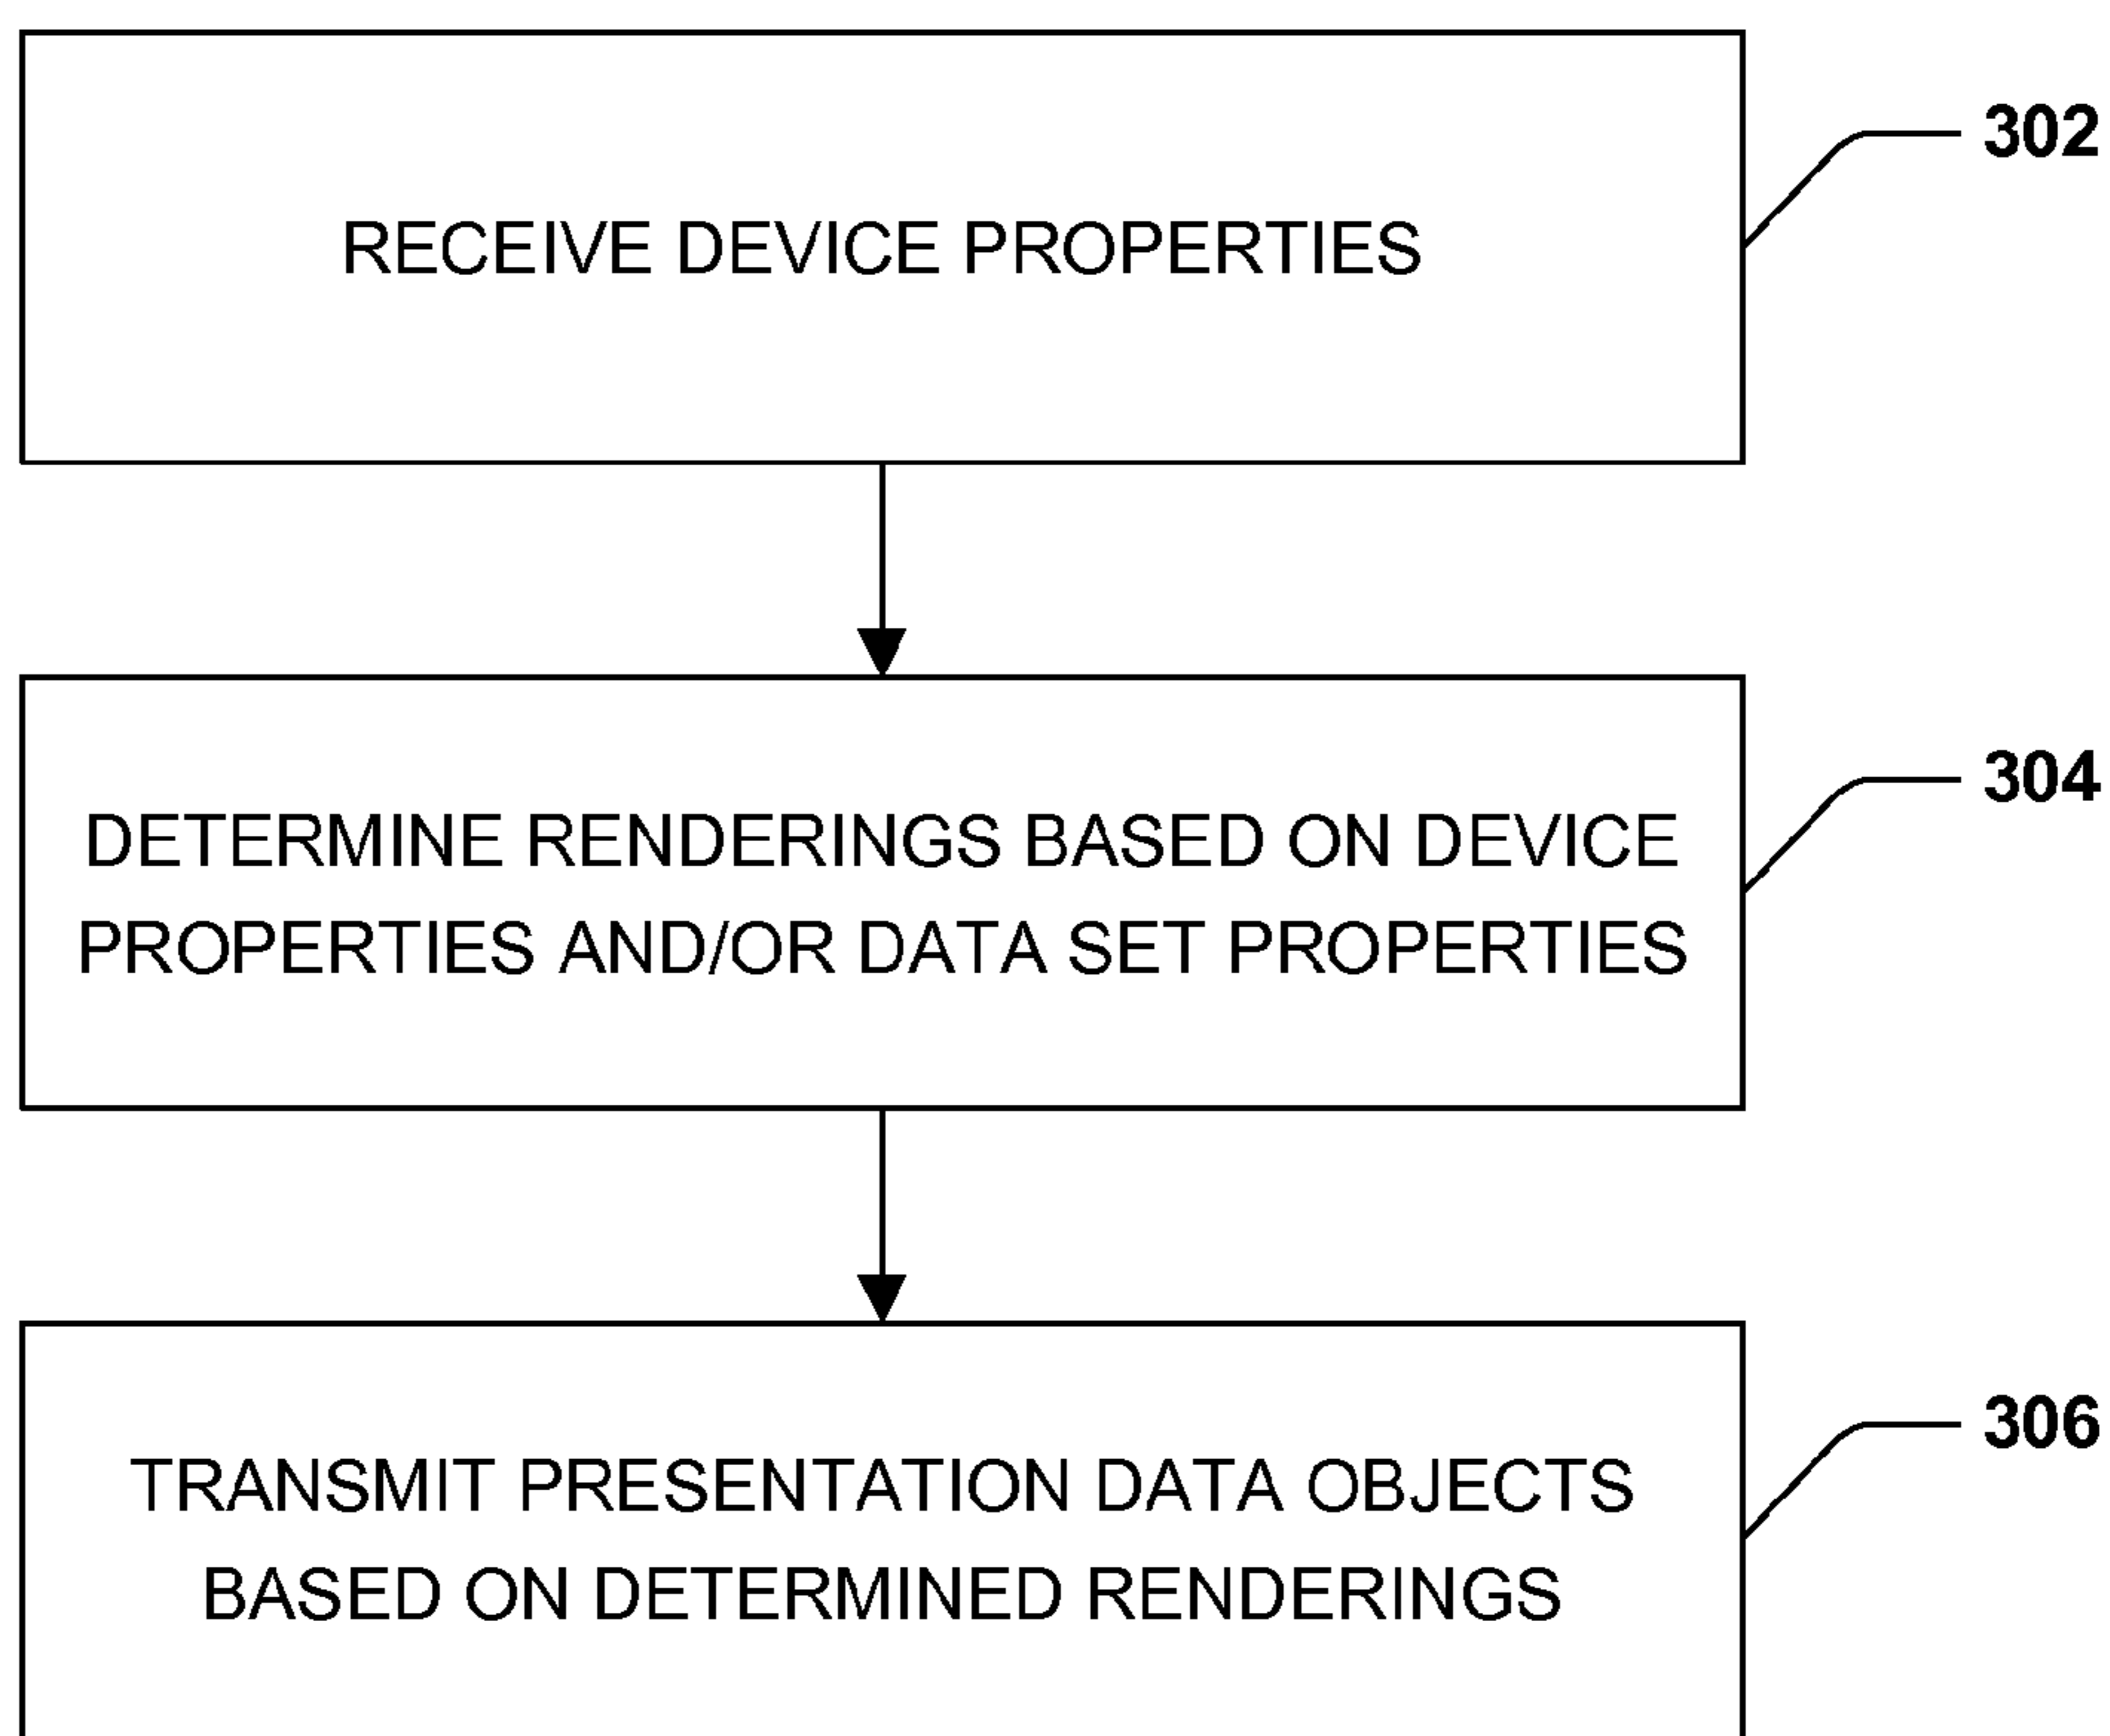 302
RECEIVE DEVICE PROPERTIES
304
DETERMINE RENDERINGS BASED ON DEVICE
PROPERTIES AND/OR DATA SET PROPERTIES
306
TRANSMIT PRESENTATION DATA OBJECTS
BASED ON DETERMINED RENDERINGS